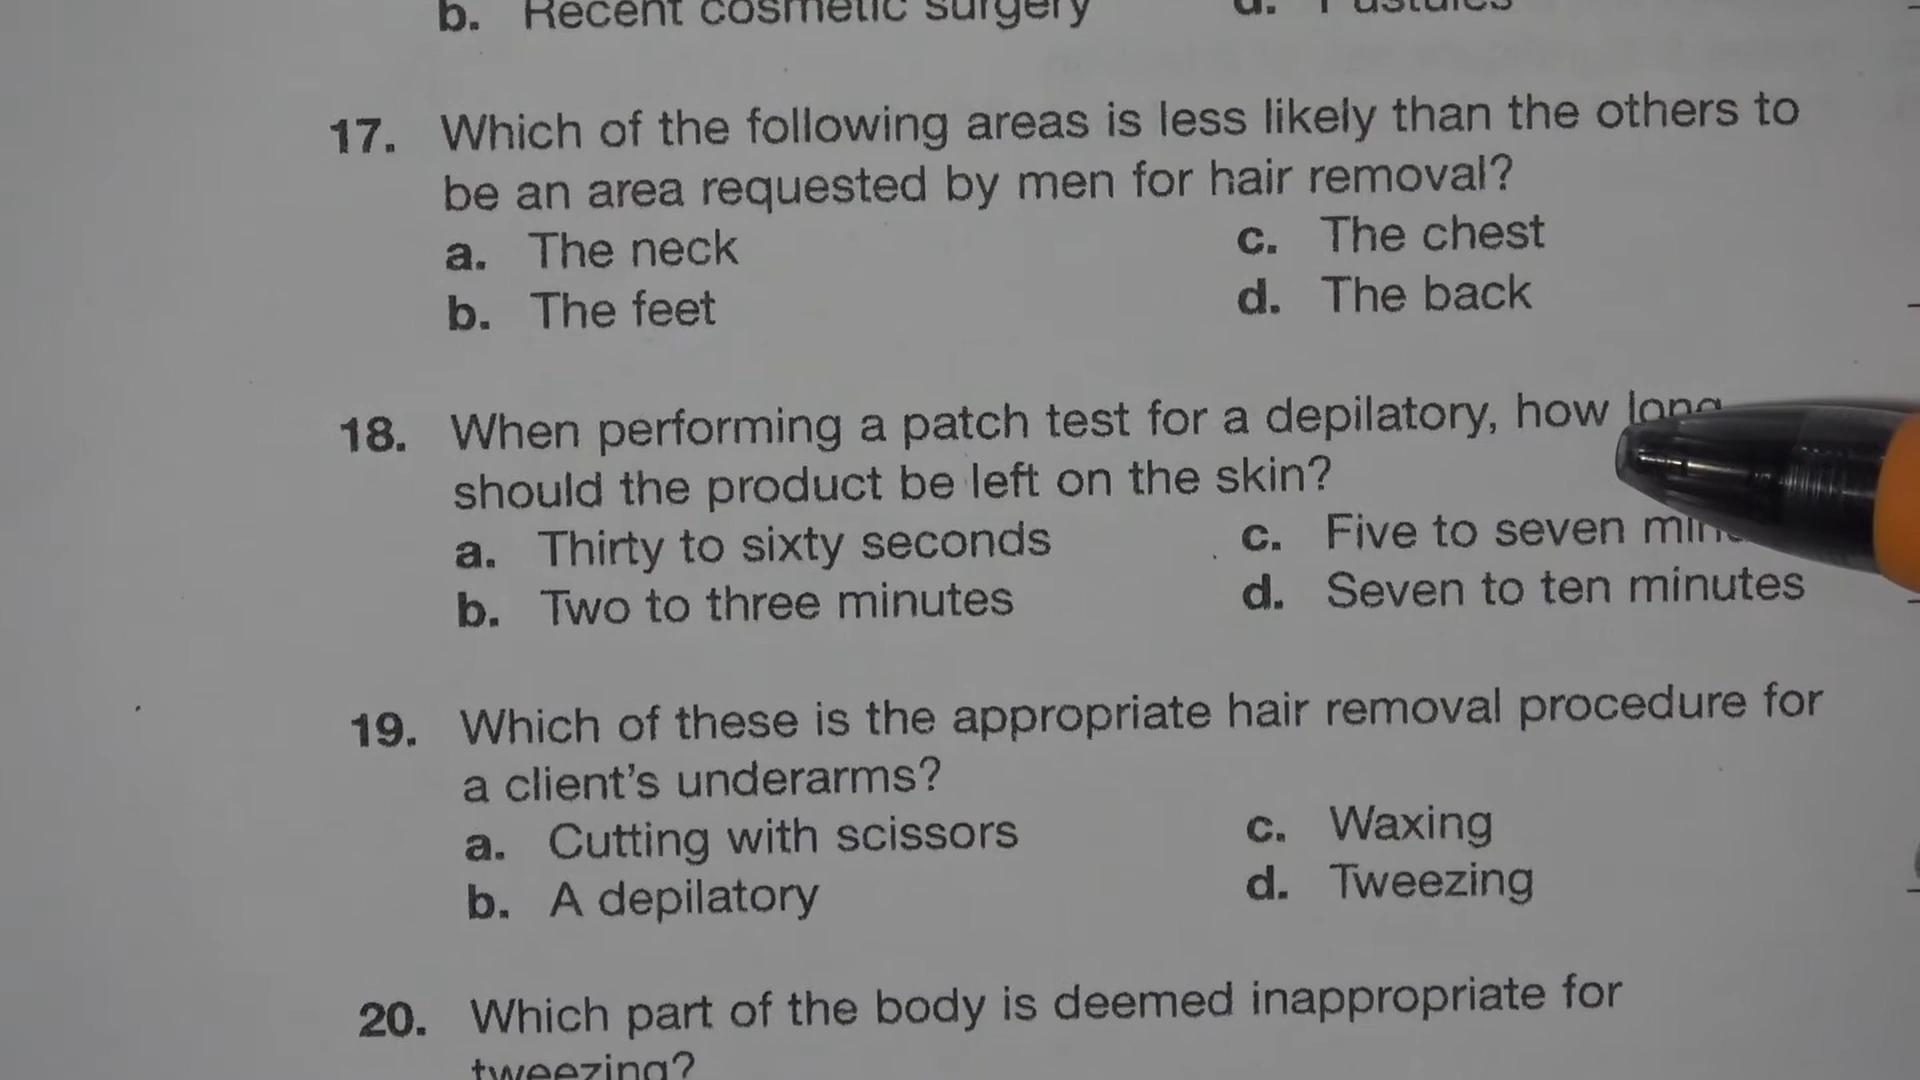 b. Recent cosmetic surgery d. Pustules
17. Which of the following areas is less likely than the others to
be an area requested by men for hair removal?
a. The neck c. The chest
b. The feet d. The back
18. When performing a patch test for a depilatory, how long
should the product be left on the skin?
a. Thirty to sixty seconds c. Five to seven
b. Two to three minutes d. Seven to ten minutes
19. Which of these is the appropriate hair removal procedure for
a client’s underarms?
a. Cutting with scissors c. Waxing
b. A depilatory d. Tweezing
20. Which part of the body is deemed inappropriate for
tweezing?